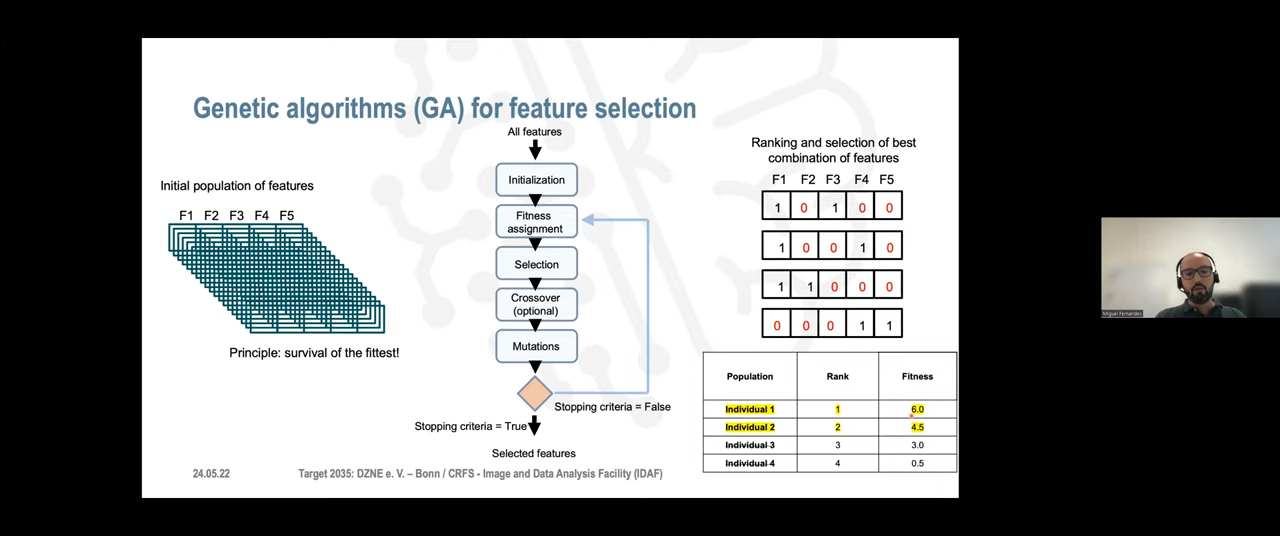 Genetic algorithms (GA) for feature selection
Initial population of features
F1 F2 F3 F4 F5
Principle: survival of the fittest!
All features
Initialization
Fitness
assignment
Selection
Crossover
(optional)
Mutations
Stopping criteria = False
Stopping criteria = True
Selected features
Ranking and selection of best
combination of features
F1 F2 F3 F4 F5
1 0 1 0 0
1 0 0 1 0
1 1 0 0 0
0 0 0 1 1
Population Rank Fitness
Individual 1 1 6.0
Individual 2 2 4.5
Individual 3 3 3.0
Individual 4 4 0.5
24.05.22 Target 2035: DZNE e. V. – Bonn / CRFS - Image and Data Analysis Facility (IDAF)
Miguel Fernandes